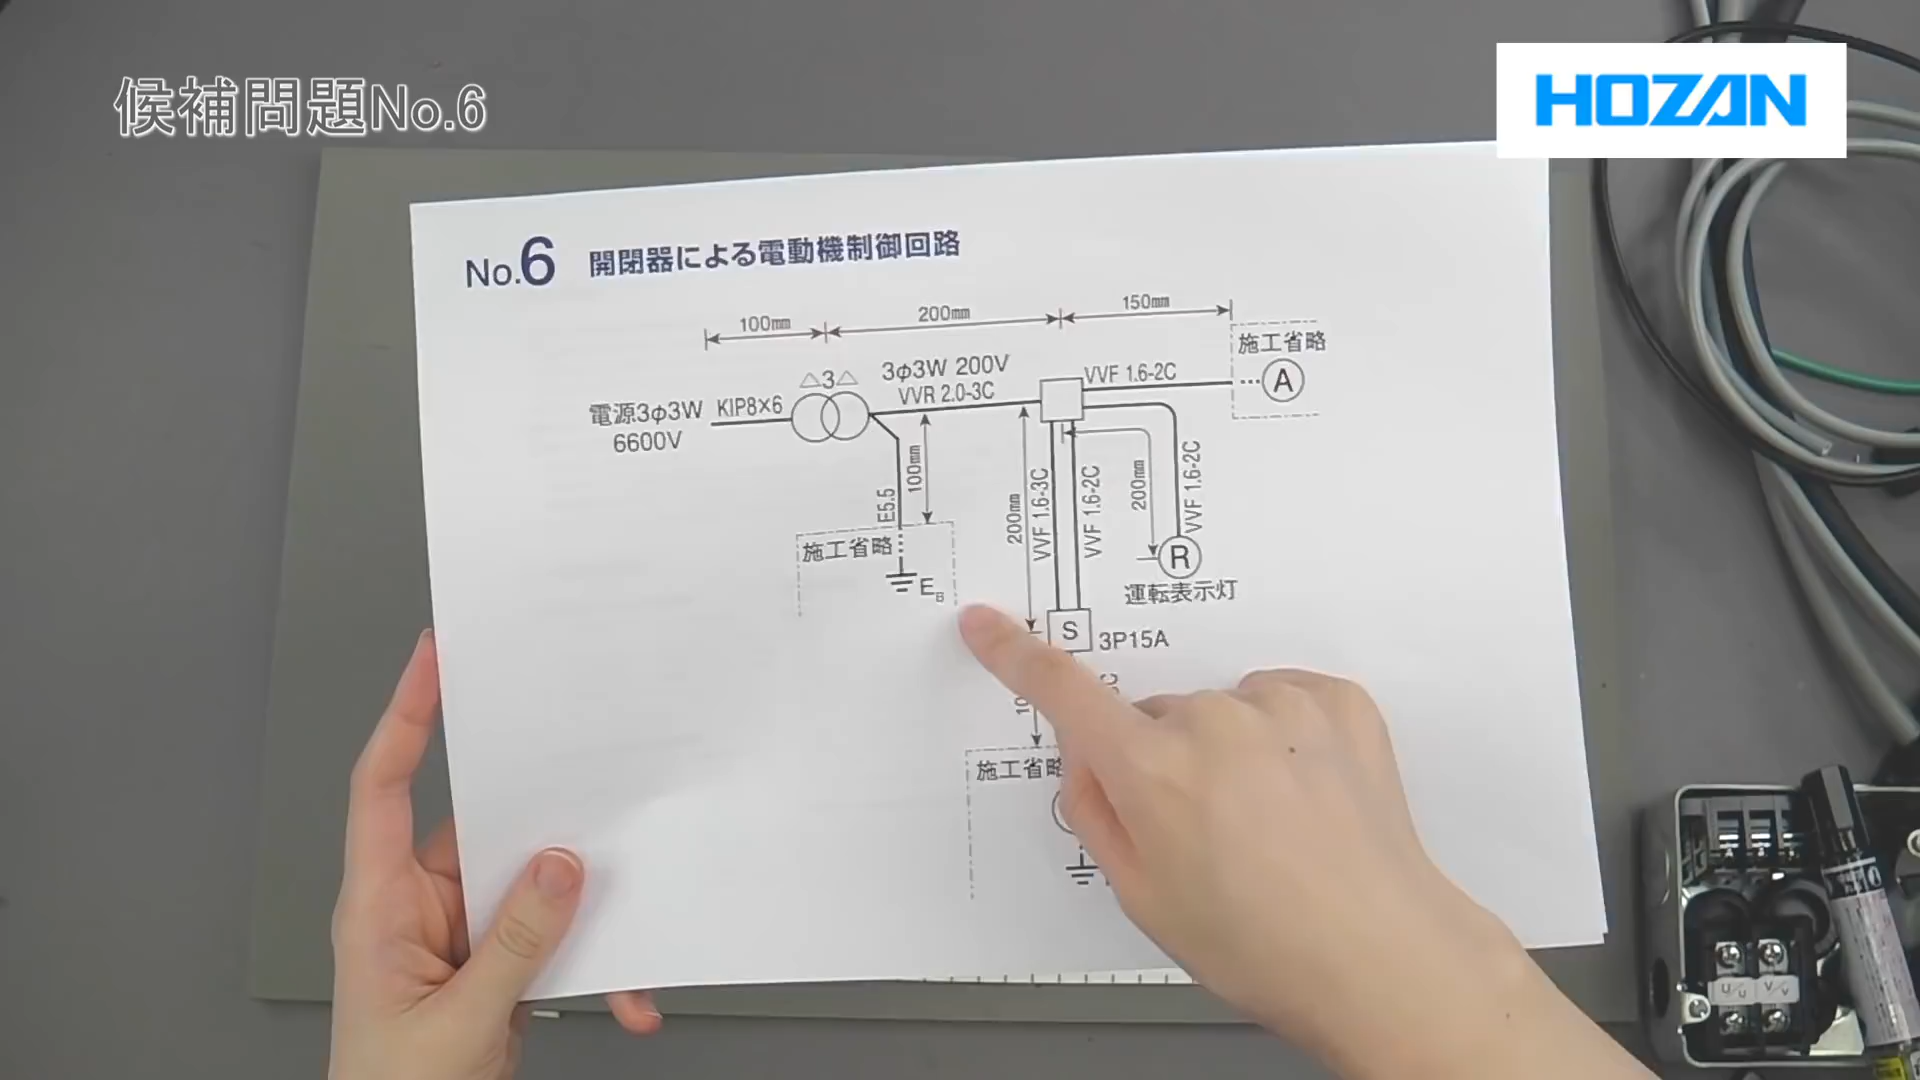 候補問題No.6
HOZAN
No.6 開閉器による電動機制御回路
100mm
200mm
150mm
施工省略
A
△3△
3φ3W 200V
VVR 2.0-3C
VVF 1.6-2C
電源3φ3W
6600V
KIP8×6
100mm
E5.5
施工省略
EB
200mm
VVF 1.6-3C
VVF 1.6-2C
200mm
VVF 1.6-2C
R
運転表示灯
S
3P15A
施工省略
U/u
V/v